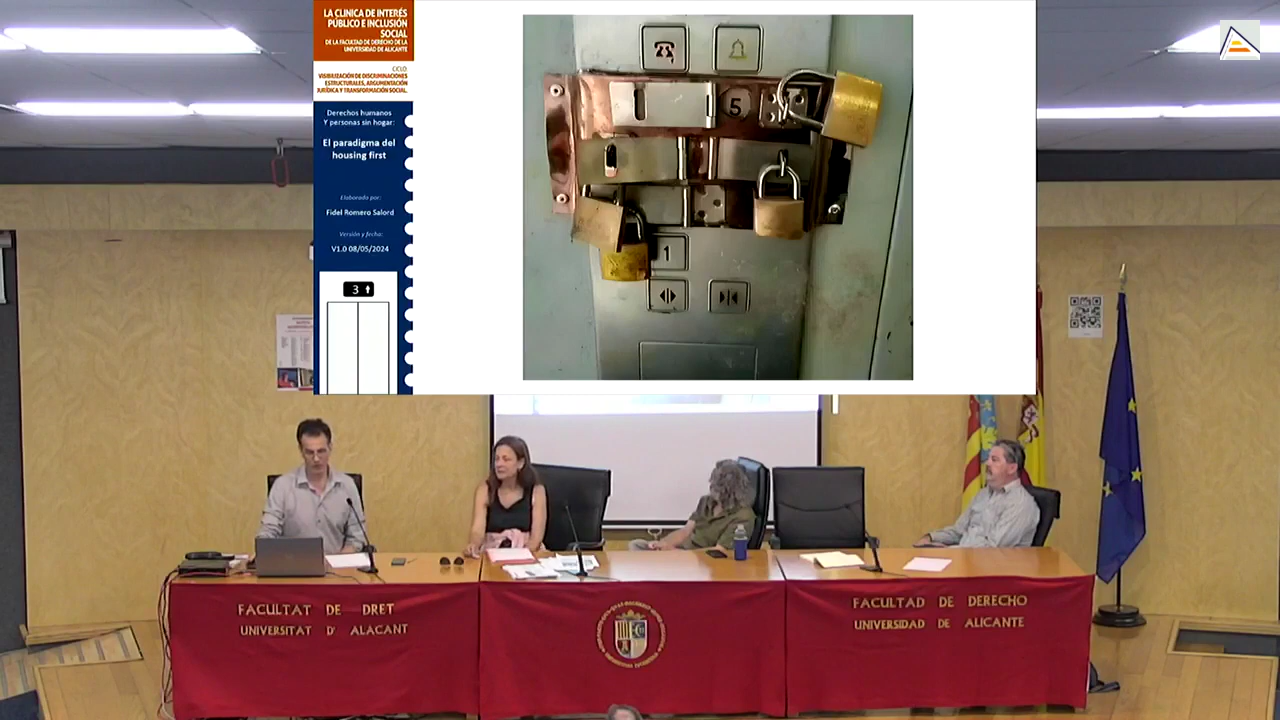 LA CLINICA DE INTERÉS
PÚBLICO E INCLUSIÓN
SOCIAL
DE LA FACULTAD DE DERECHO DE LA
UNIVERSIDAD DE ALICANTE
CICLO:
VISIBILIZACIÓN DE DISCRIMINACIONES
ESTRUCTURALES, ARGUMENTACIÓN
JURÍDICA Y TRANSFORMACIÓN SOCIAL.
Derechos humanos
Y personas sin hogar:
El paradigma del
housing first
Elaborado por:
Fidel Romero Salord
Versión y fecha:
V1.0 08/05/2024
3
5
1
FACULTAT DE DRET
UNIVERSITAT D' ALACANT
FACULTAD DE DERECHO
UNIVERSIDAD DE ALICANTE